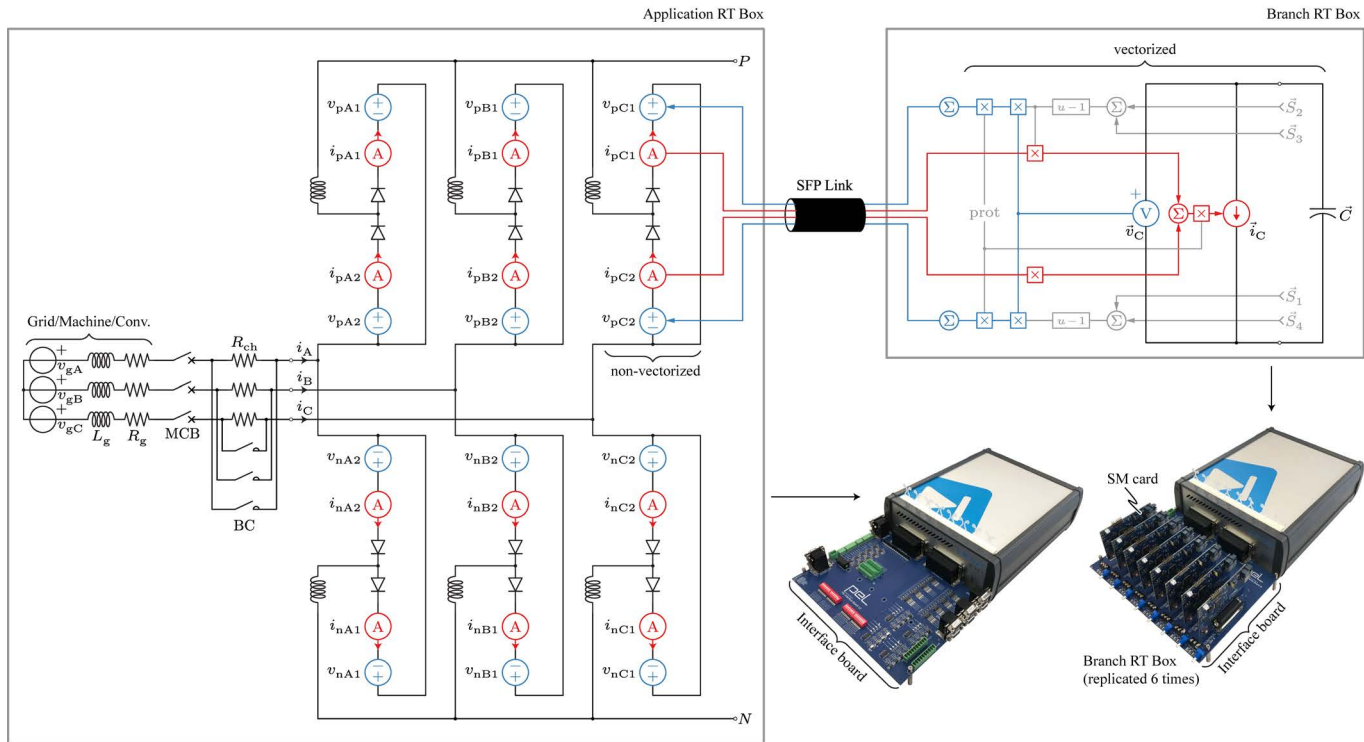 Application RT Box
Branch RT Box
vectorized
P
v_pA1
v_pB1
v_pC1
i_pA1
i_pB1
i_pC1
A
A
A
i_pA2
i_pB2
i_pC2
A
A
A
v_pA2
v_pB2
v_pC2
non-vectorized
SFP Link
Σ
×
×
u − 1
Σ
S⃗_2
S⃗_3
×
prot
V
v⃗_C
Σ
×
i⃗_C
C⃗
×
S⃗_1
Σ
×
×
u − 1
Σ
S⃗_4
Grid/Machine/Conv.
R_ch
i_A
v_gA
i_B
v_gB
i_C
v_gC
L_g
R_g
MCB
BC
v_nA2
v_nB2
v_nC2
i_nA2
i_nB2
i_nC2
A
A
A
i_nA1
i_nB1
i_nC1
A
A
A
v_nA1
v_nB1
v_nC1
N
SM card
pel
Interface board
Interface board
Branch RT Box
(replicated 6 times)